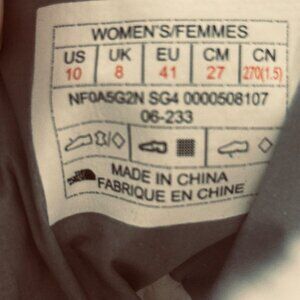 WOMEN'S/FEMMES
US UK EU CM CN
10 8 41 27 270(1.5)
NF0A5G2N SG4 0000508107
06-233
MADE IN CHINA
FABRIQUE EN CHINE